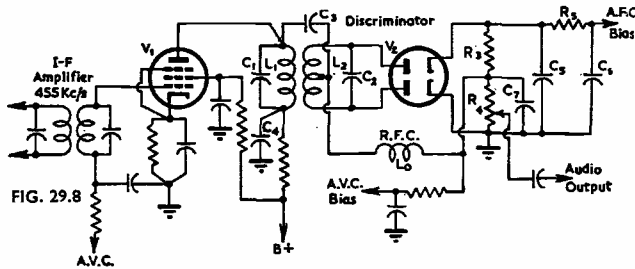 I-F
Amplifier
455Kc/s
V1
C1
L1
C3
C4
Discriminator
L2
C2
V2
R3
R4
C7
C5
R5
C6
A.F.C.
Bias
R.F.C.
L0
A.V.C.
Bias
Audio
Output
FIG. 29.8
A.V.C.
B+